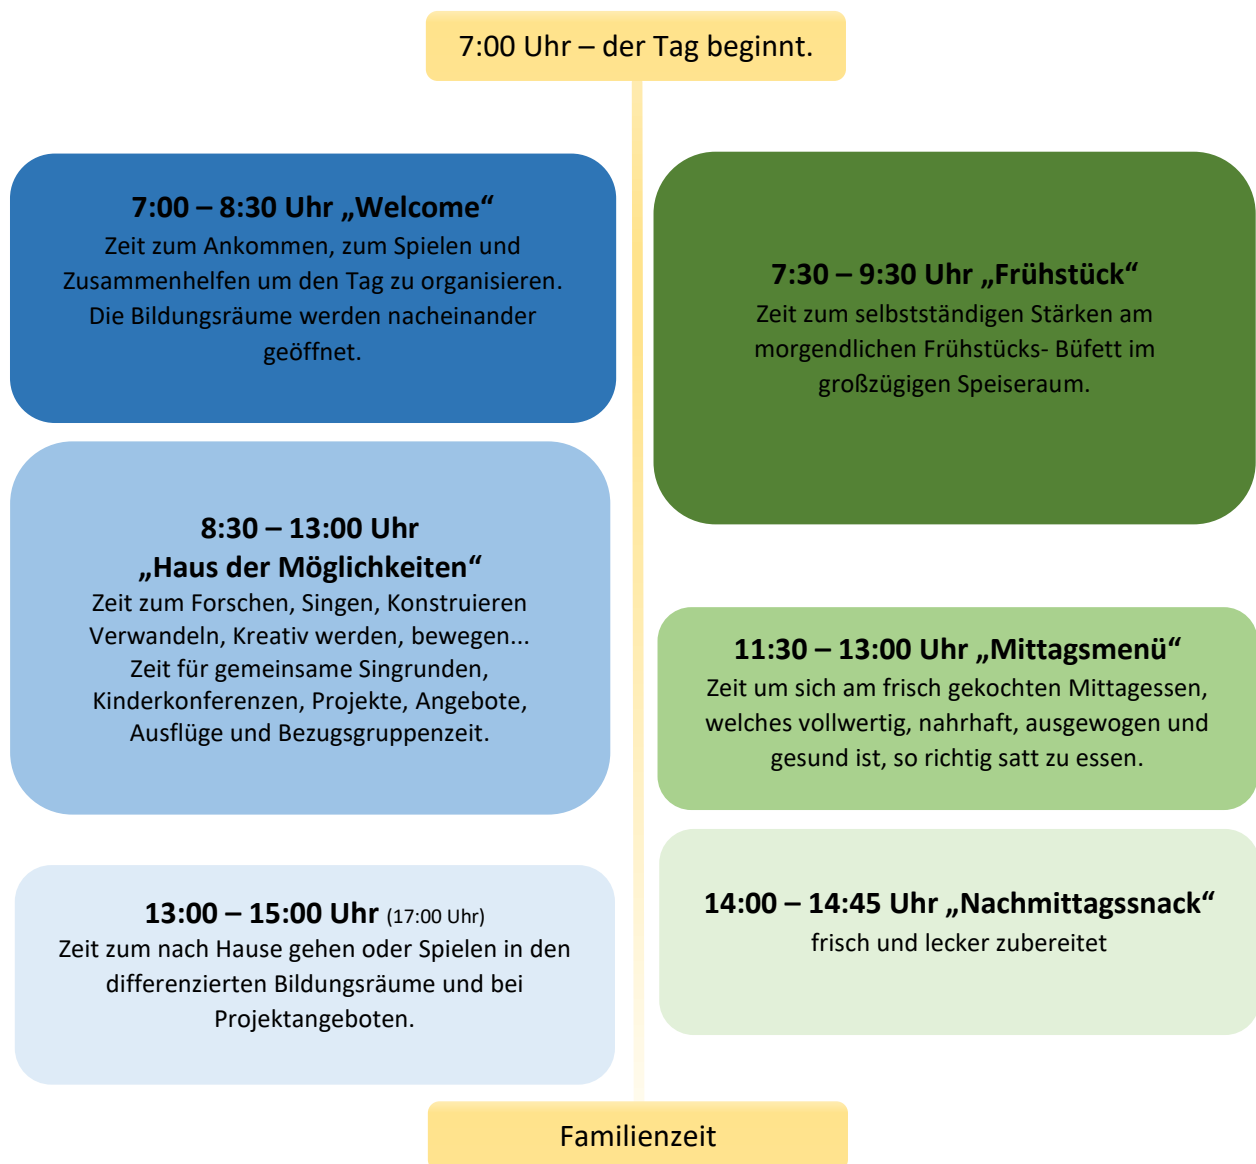 7:00 Uhr – der Tag beginnt.
7:00 – 8:30 Uhr „Welcome“
Zeit zum Ankommen, zum Spielen und
Zusammenhelfen um den Tag zu organisieren.
Die Bildungsräume werden nacheinander
geöffnet.
7:30 – 9:30 Uhr „Frühstück“
Zeit zum selbstständigen Stärken am
morgendlichen Frühstücks- Büfett im
großzügigen Speiseraum.
8:30 – 13:00 Uhr
„Haus der Möglichkeiten“
Zeit zum Forschen, Singen, Konstruieren
Verwandeln, Kreativ werden, bewegen...
Zeit für gemeinsame Singrunden,
Kinderkonferenzen, Projekte, Angebote,
Ausflüge und Bezugsgruppenzeit.
11:30 – 13:00 Uhr „Mittagsmenü“
Zeit um sich am frisch gekochten Mittagessen,
welches vollwertig, nahrhaft, ausgewogen und
gesund ist, so richtig satt zu essen.
13:00 – 15:00 Uhr (17:00 Uhr)
Zeit zum nach Hause gehen oder Spielen in den
differenzierten Bildungsräume und bei
Projektangeboten.
14:00 – 14:45 Uhr „Nachmittagssnack“
frisch und lecker zubereitet
Familienzeit